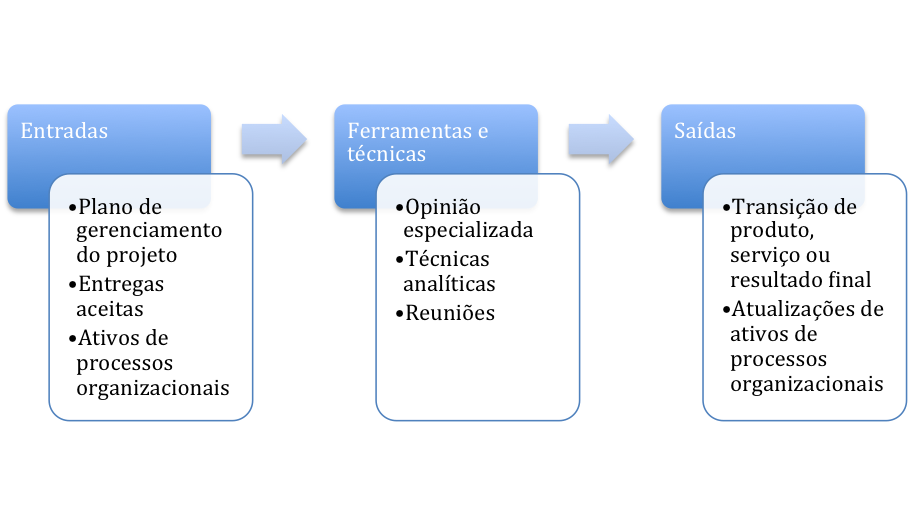 Entradas
•Plano de
gerenciamento
do projeto
•Entregas
aceitas
•Ativos de
processos
organizacionais
Ferramentas e
técnicas
•Opinião
especializada
•Técnicas
analíticas
•Reuniões
Saídas
•Transição de
produto,
serviço ou
resultado final
•Atualizações de
ativos de
processos
organizacionais